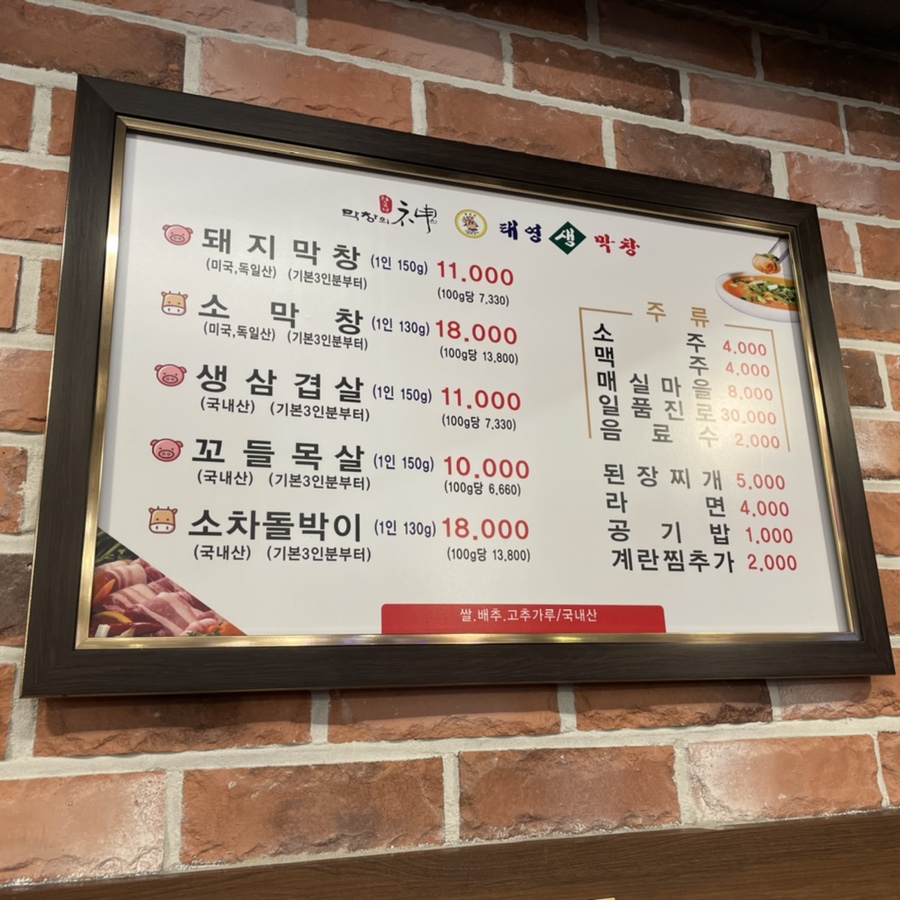 막창의神
태영생막창
돼지막창 (1인 150g) 11.000
(미국,독일산) (기본3인분부터) (100g당 7,330)
소막창 (1인 130g) 18.000
(미국,독일산) (기본3인분부터) (100g당 13,800)
생삼겹살 (1인 150g) 11.000
(국내산) (기본3인분부터) (100g당 7,330)
꼬들목살 (1인 150g) 10.000
(국내산) (기본3인분부터) (100g당 6,660)
소차돌박이 (1인 130g) 18.000
(국내산) (기본3인분부터) (100g당 13,800)
주류
소주 4.000
맥주 4.000
매실마을 8.000
일품진로 30,000
음료수 2.000
된장찌개 5.000
라면 4.000
공기밥 1,000
계란찜추가 2,000
쌀.배추.고추가루/국내산